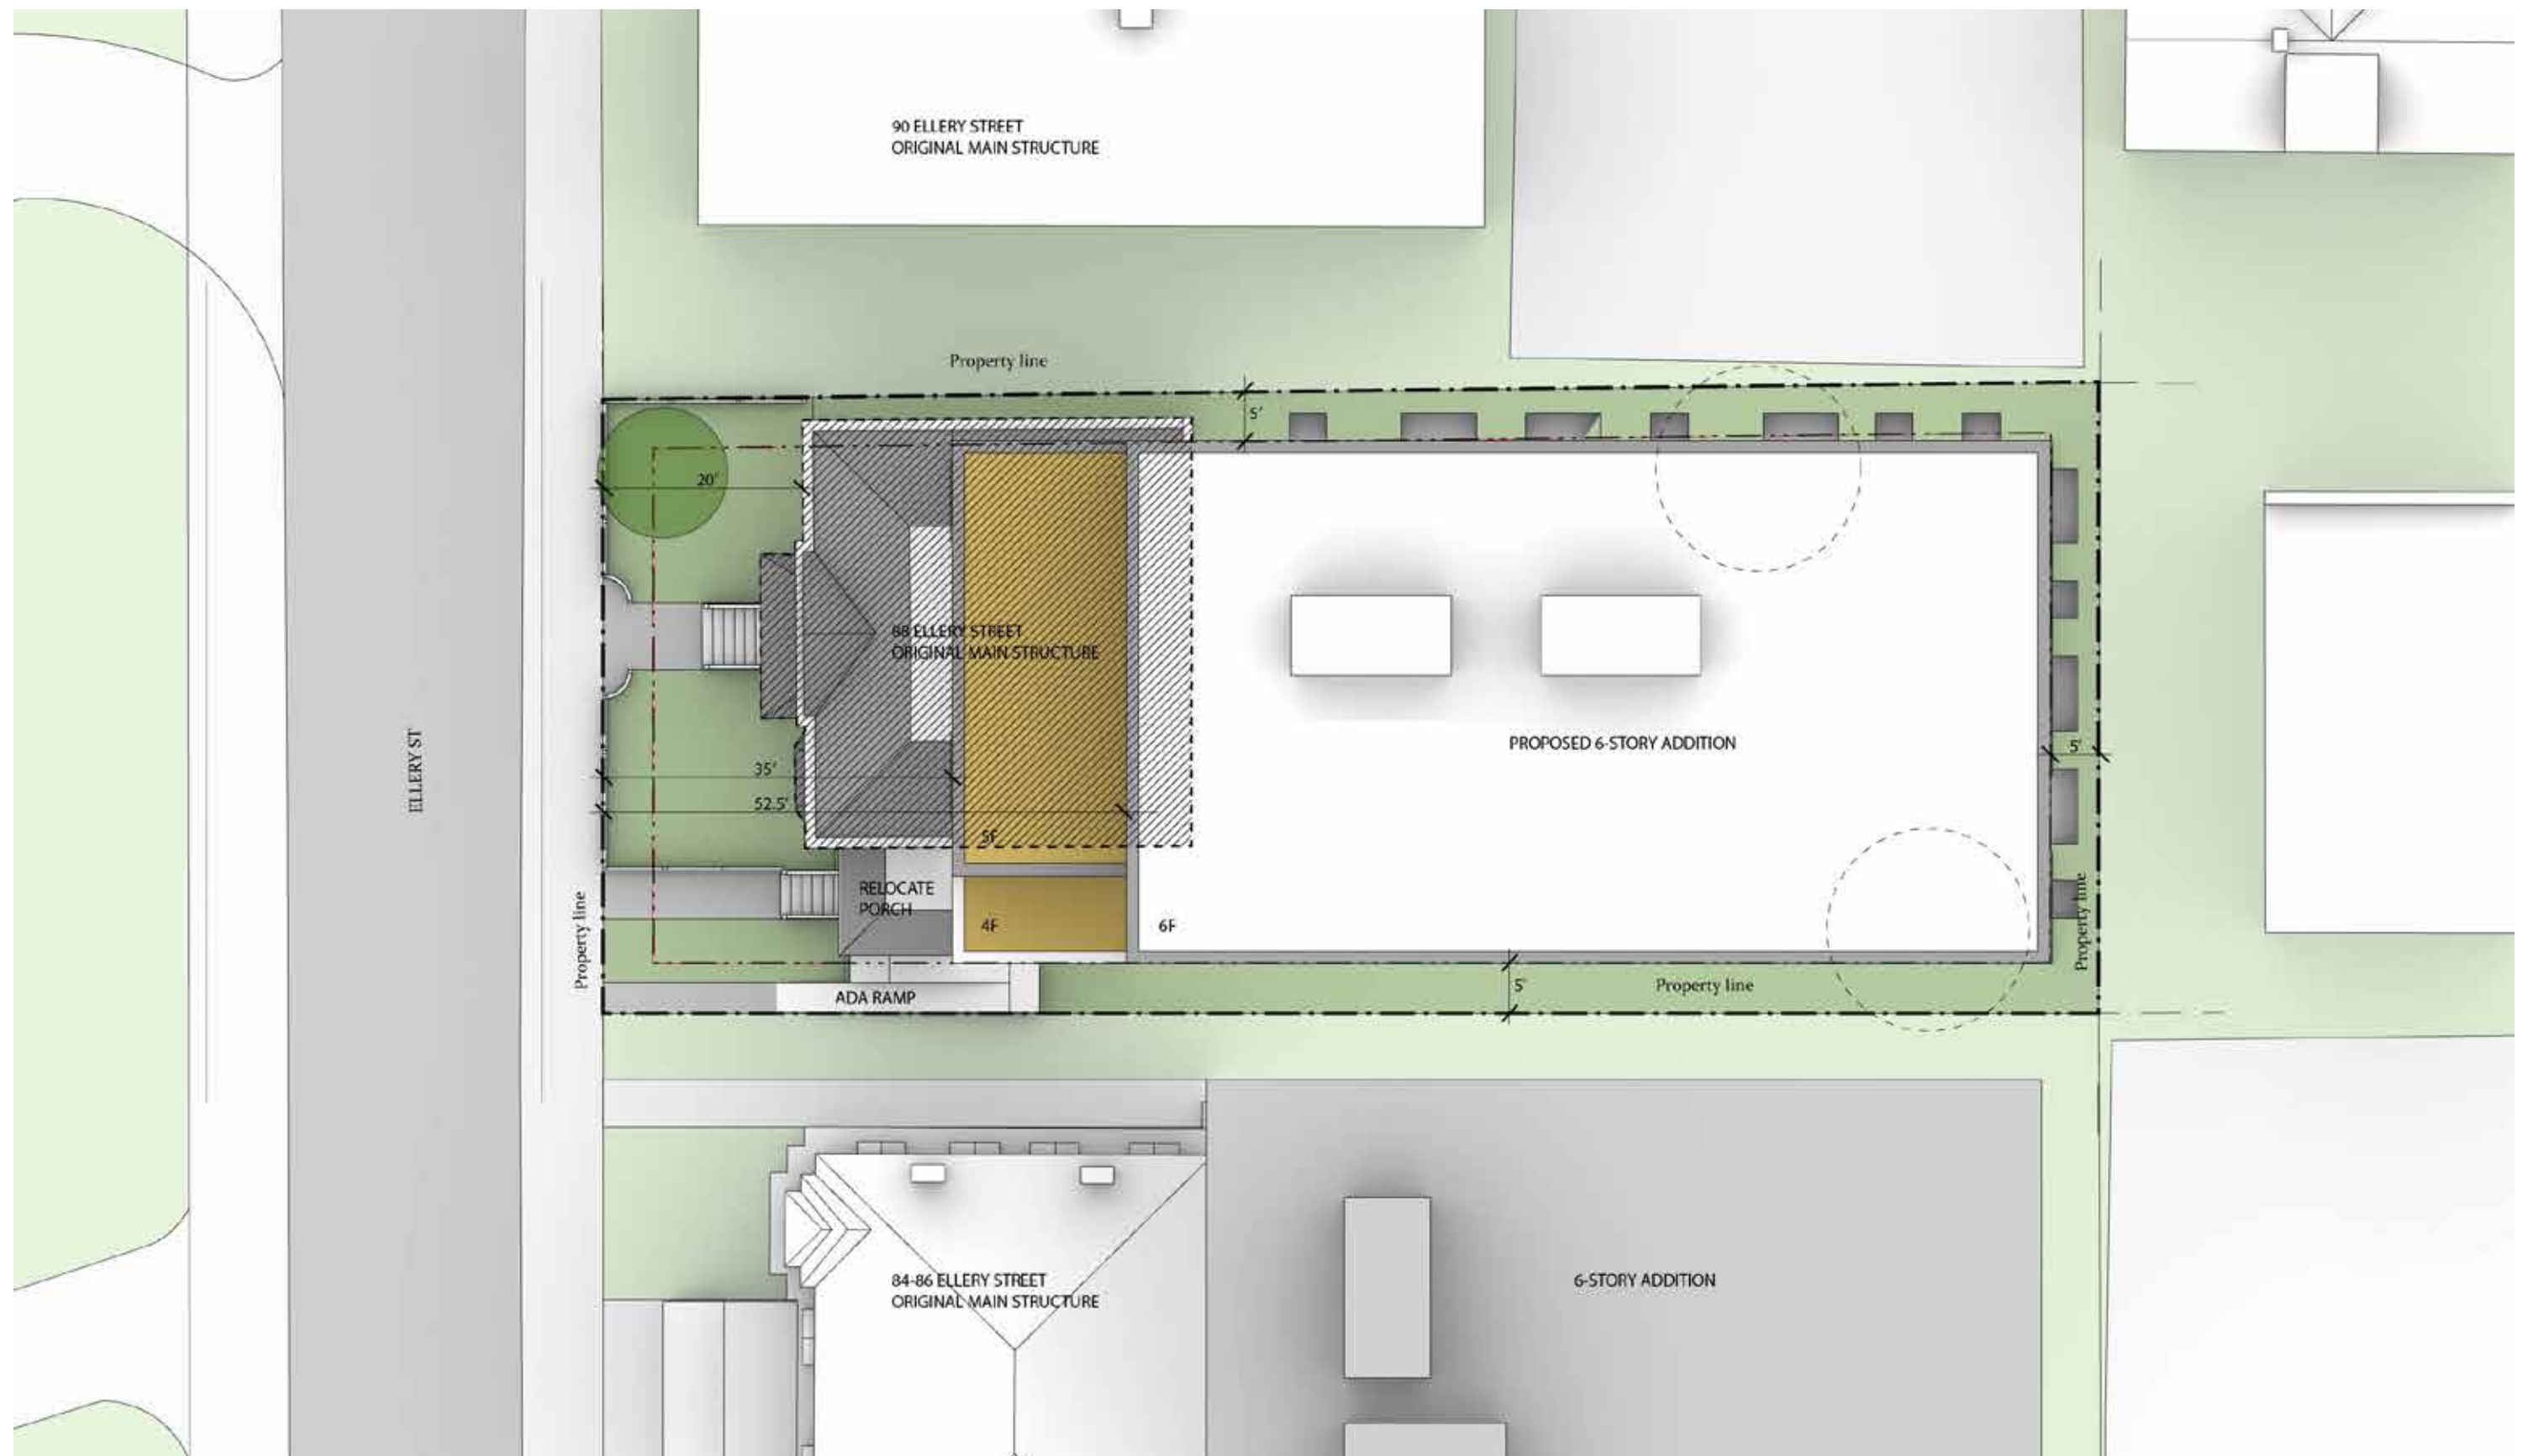 90 ELLERY STREET
ORIGINAL MAIN STRUCTURE
Property line
5'
20'
88 ELLERY STREET
ORIGINAL MAIN STRUCTURE
ELLERY ST
PROPOSED 6-STORY ADDITION
5'
35'
52.5'
5F
RELOCATE
PORCH
4F
6F
Property line
Property line
5'
Property line
ADA RAMP
84-86 ELLERY STREET
ORIGINAL MAIN STRUCTURE
6-STORY ADDITION